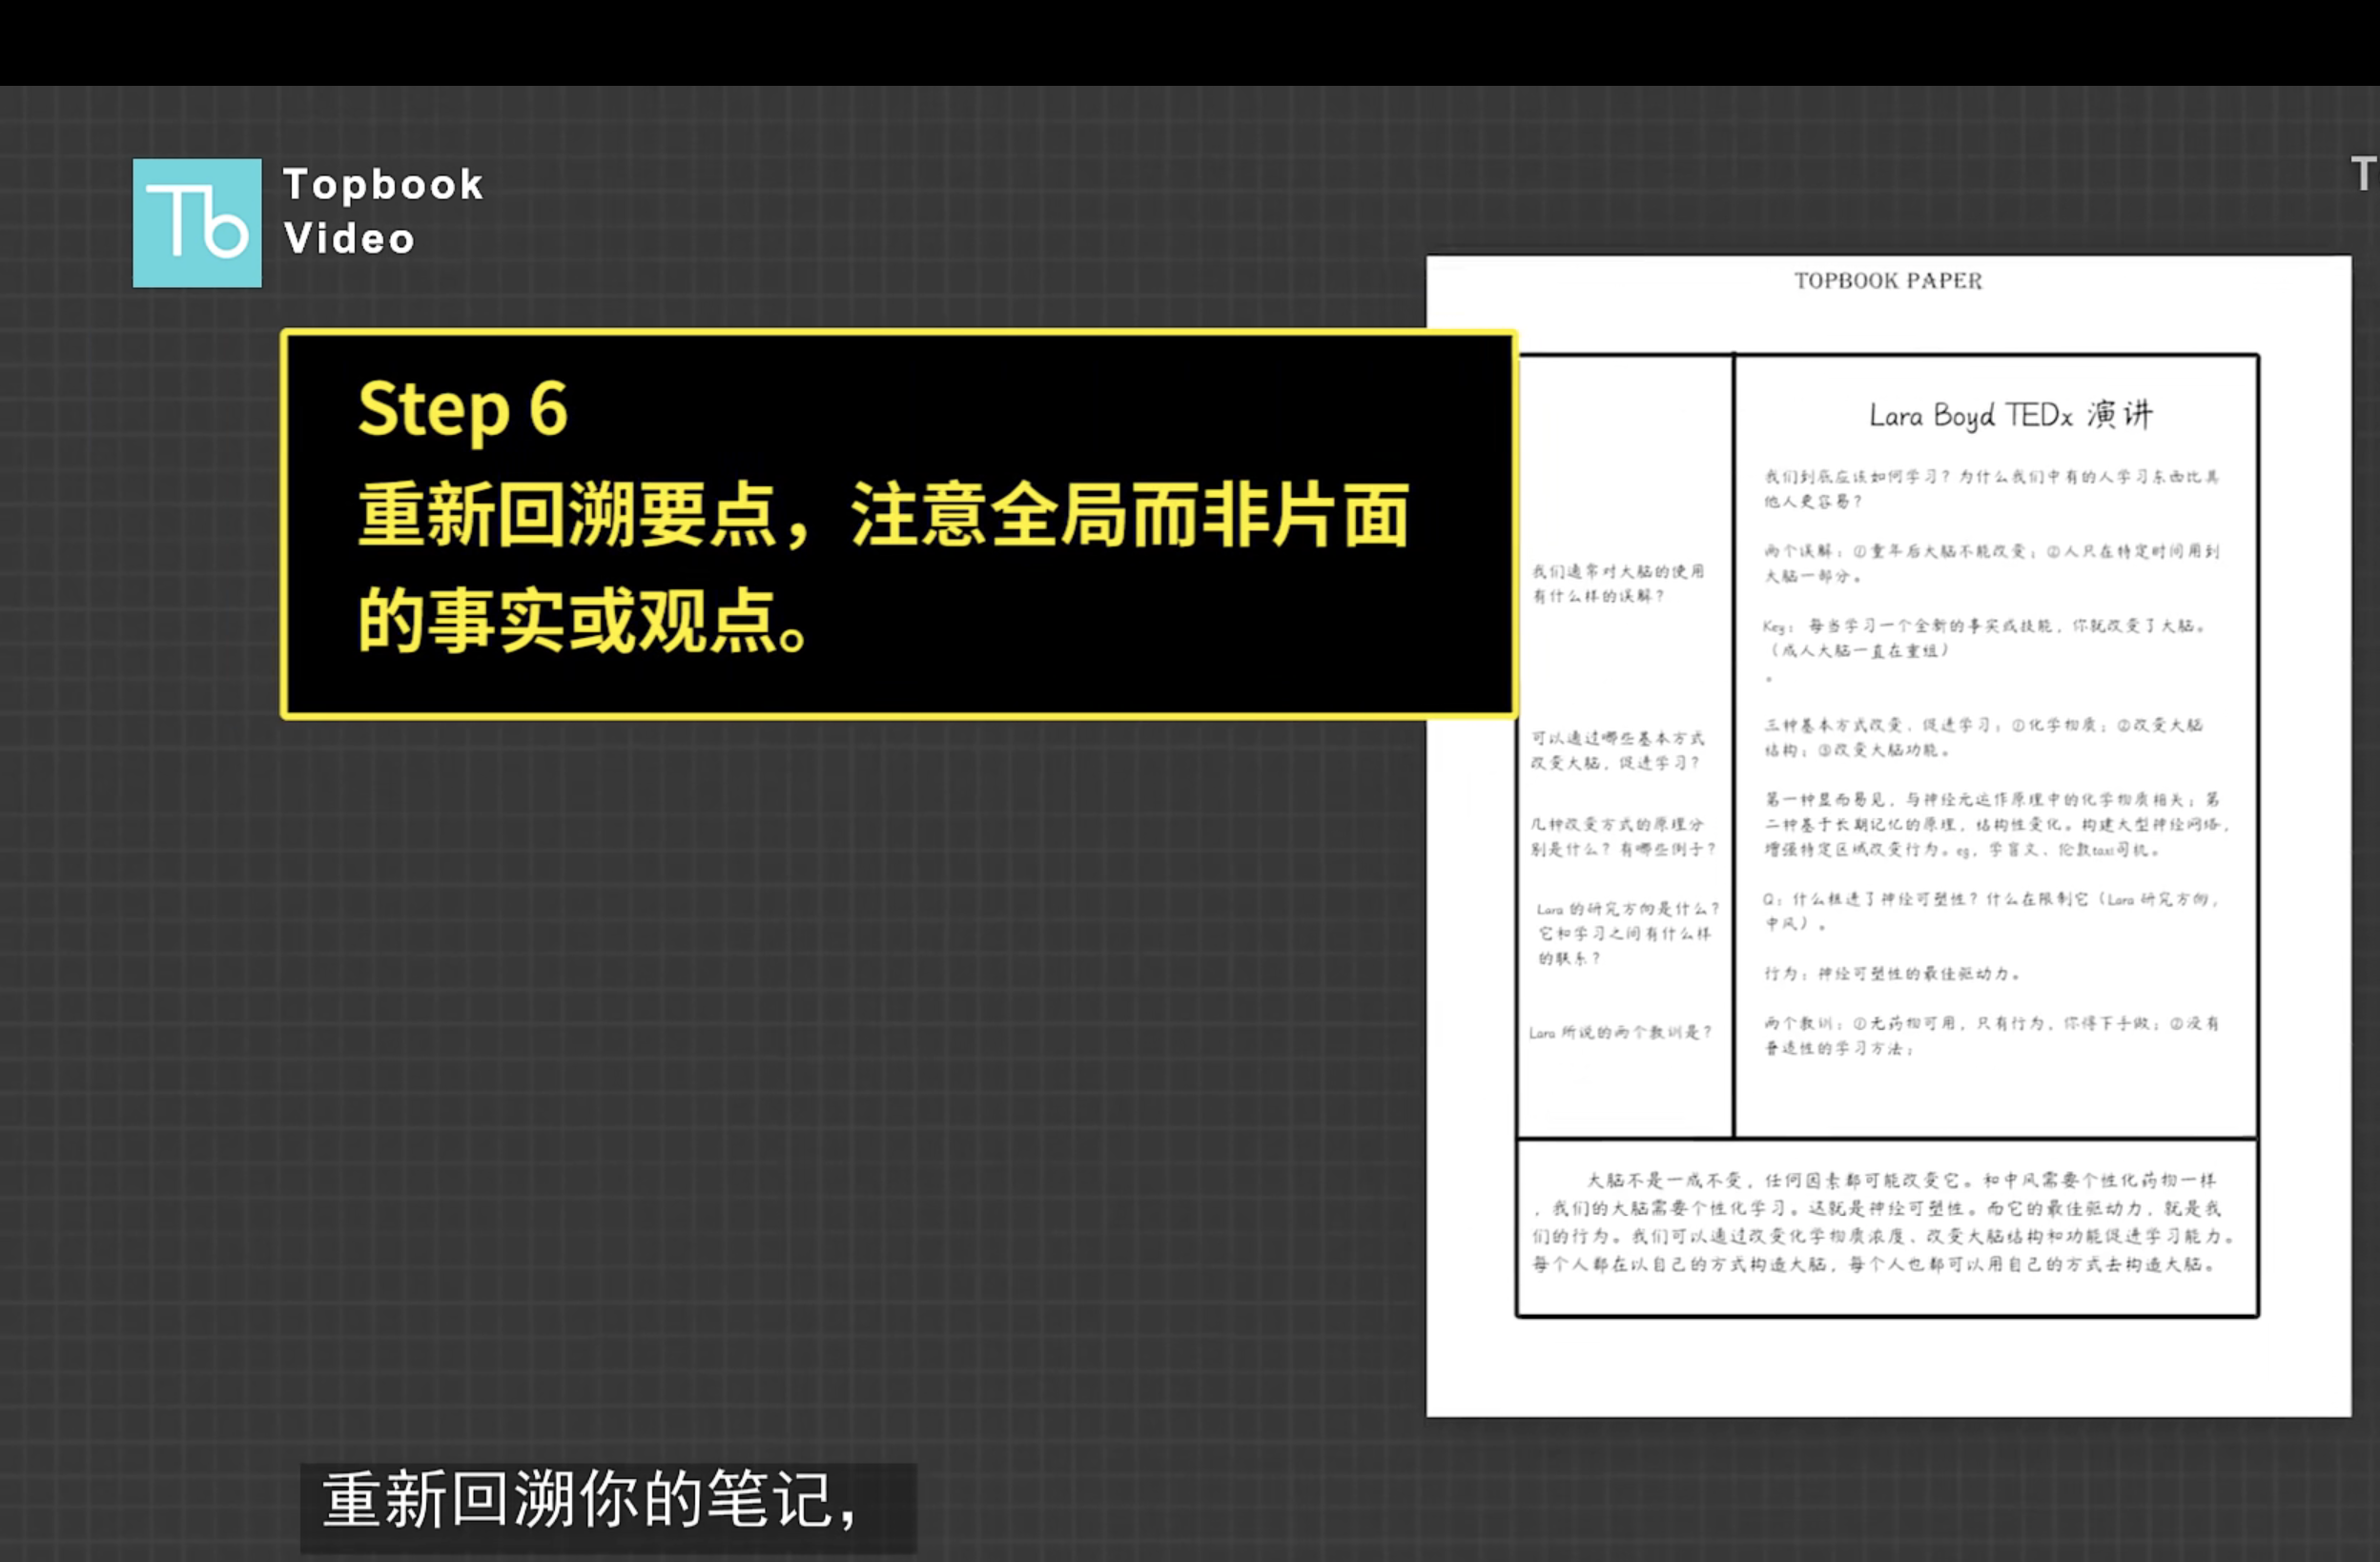 Tb
Topbook
Video
T
Step 6
重新回溯要点，注意全局而非片面
的事实或观点。
TOPBOOK PAPER
Lara Boyd TEDx 演讲
我们到底应该如何学习？为什么我们中有的人学习东西比其
他人更容易？
两个误解：①童年后大脑不能改变；②人只在特定时间用到
大脑一部分。
Key： 每当学习一个全新的事实或技能，你就改变了大脑。
（成人大脑一直在重组）
。
三种基本方式改变、促进学习：①化学物质；②改变大脑
结构；③改变大脑功能。
第一种显而易见，与神经元运作原理中的化学物质相关；第
二种基于长期记忆的原理，结构性变化。构建大型神经网络，
增强特定区域改变行为。eg，学盲文、伦敦taxi司机。
Q：什么粗进了神经可塑性？什么在限制它（Lara 研究方向，
中风）。
行为：神经可塑性的最佳驱动力。
两个教训：①无药物可用，只有行为，你得下手做；②没有
普适性的学习方法；
我们通常对大脑的使用
有什么样的误解？
可以通过哪些基本方式
改变大脑，促进学习？
几种改变方式的原理分
别是什么？有哪些例子？
Lara 的研究方向是什么？
它和学习之间有什么样
的联系？
Lara 所说的两个教训是？
大脑不是一成不变，任何因素都可能改变它。和中风需要个性化药物一样
，我们的大脑需要个性化学习。这就是神经可塑性。而它的最佳驱动力，就是我
们的行为。我们可以通过改变化学物质浓度、改变大脑结构和功能促进学习能力。
每个人都在以自己的方式构造大脑，每个人也都可以用自己的方式去构造大脑。
重新回溯你的笔记，